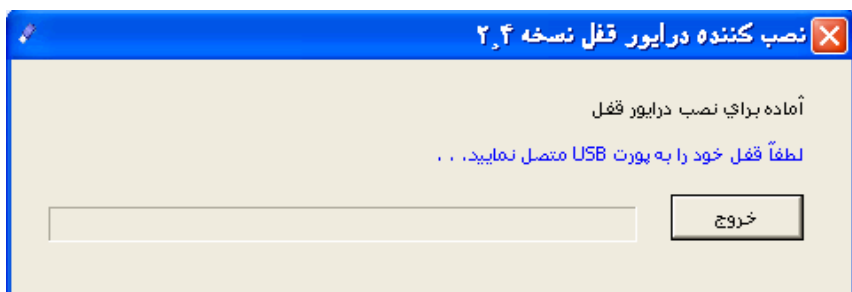 نصب کننده درایور قفل نسخه ۲٫۴
آماده براي نصب درايور قفل
لطفاً قفل خود را به پورت USB متصل نماييد. . .
خروج